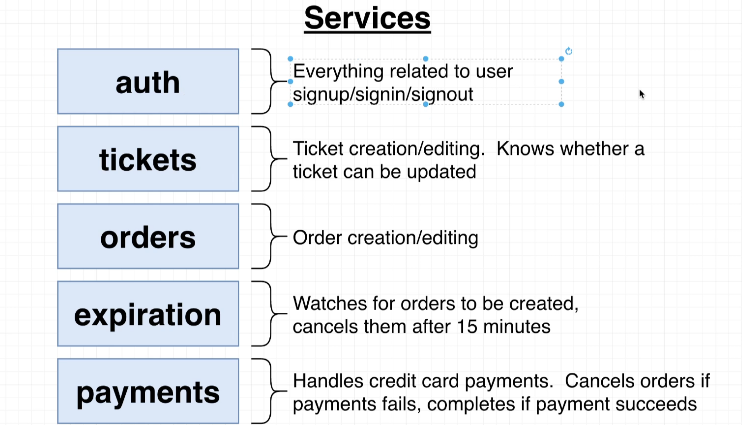 Services
auth
Everything related to user
signup/signin/signout
tickets
Ticket creation/editing.  Knows whether a
ticket can be updated
orders
Order creation/editing
expiration
Watches for orders to be created,
cancels them after 15 minutes
payments
Handles credit card payments.  Cancels orders if
payments fails, completes if payment succeeds